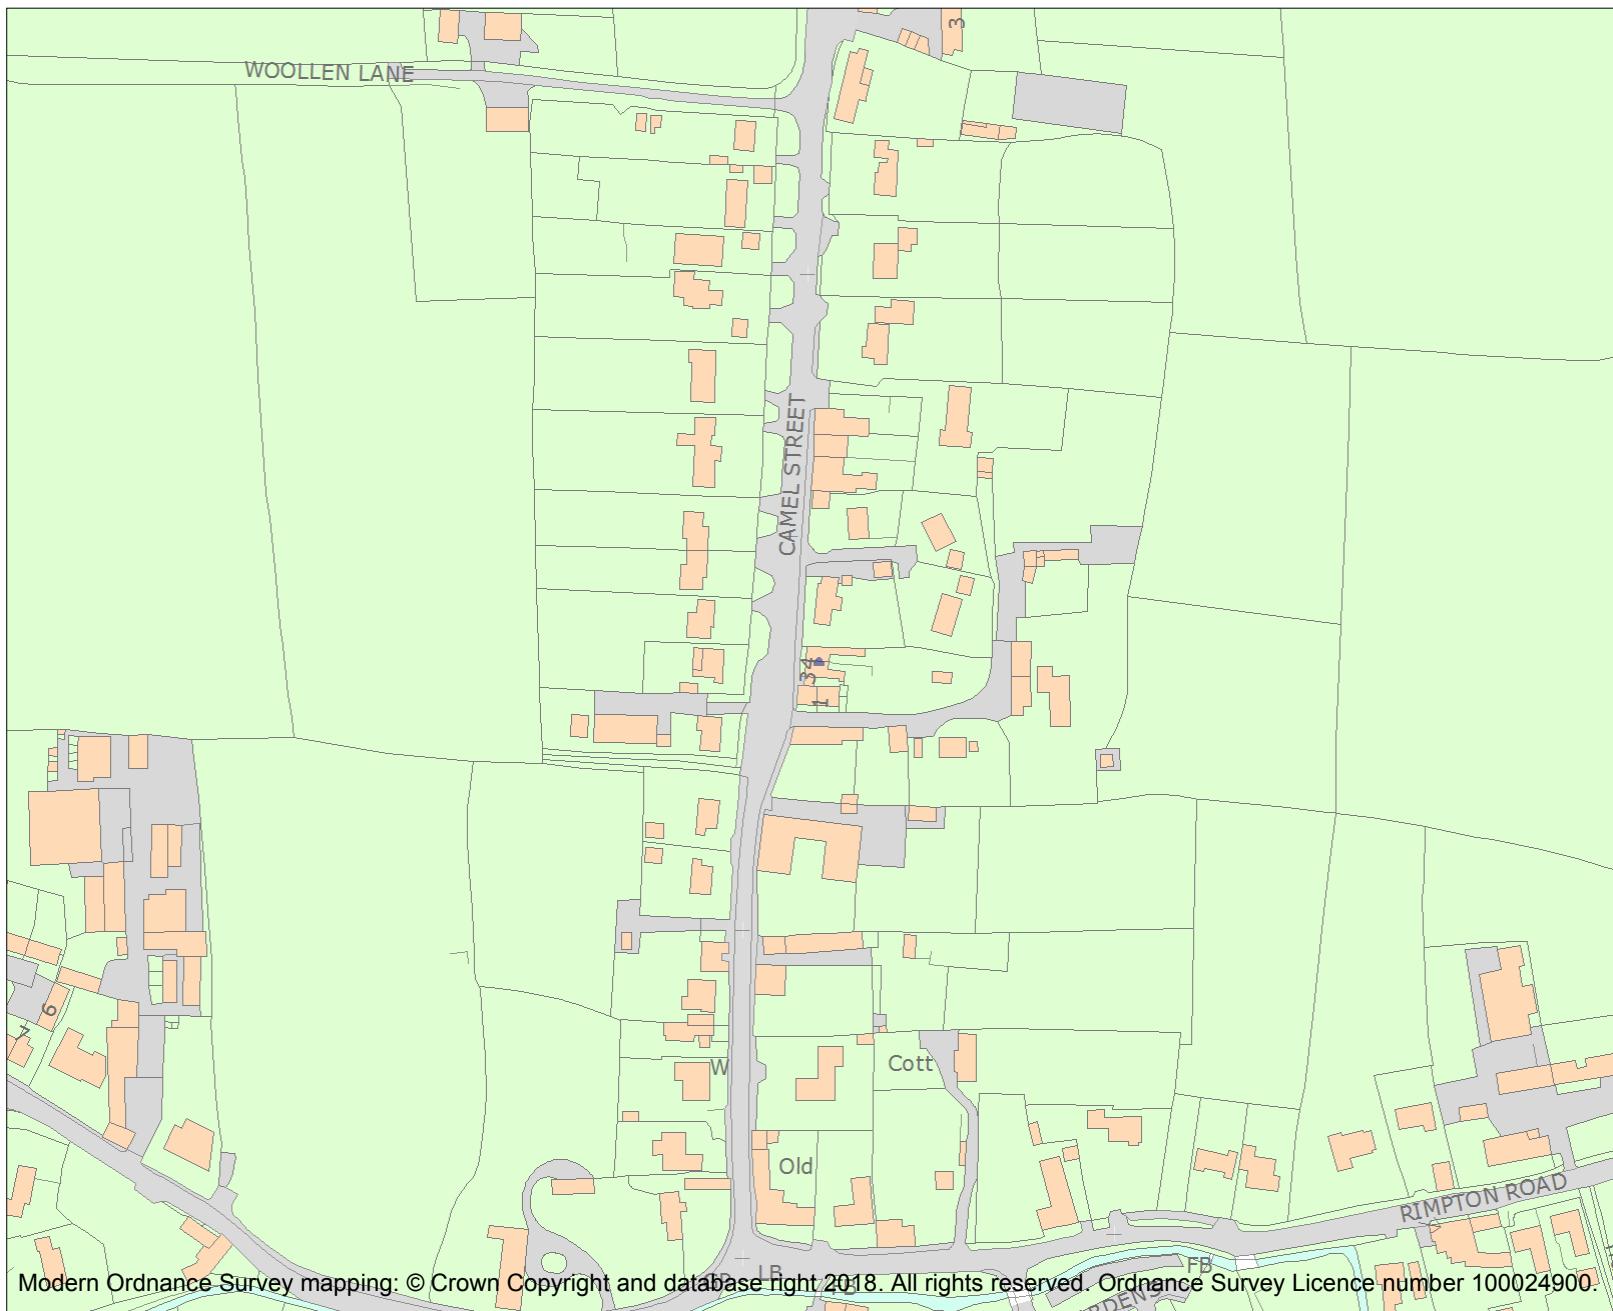 3
WOOLLEN LANE
CAMEL STREET
34
1
6
7
W
Cott
Old
RIMPTON ROAD
FB
LB
FB
Modern Ordnance Survey mapping: © Crown Copyright and database right 2018. All rights reserved. Ordnance Survey Licence number 100024900.